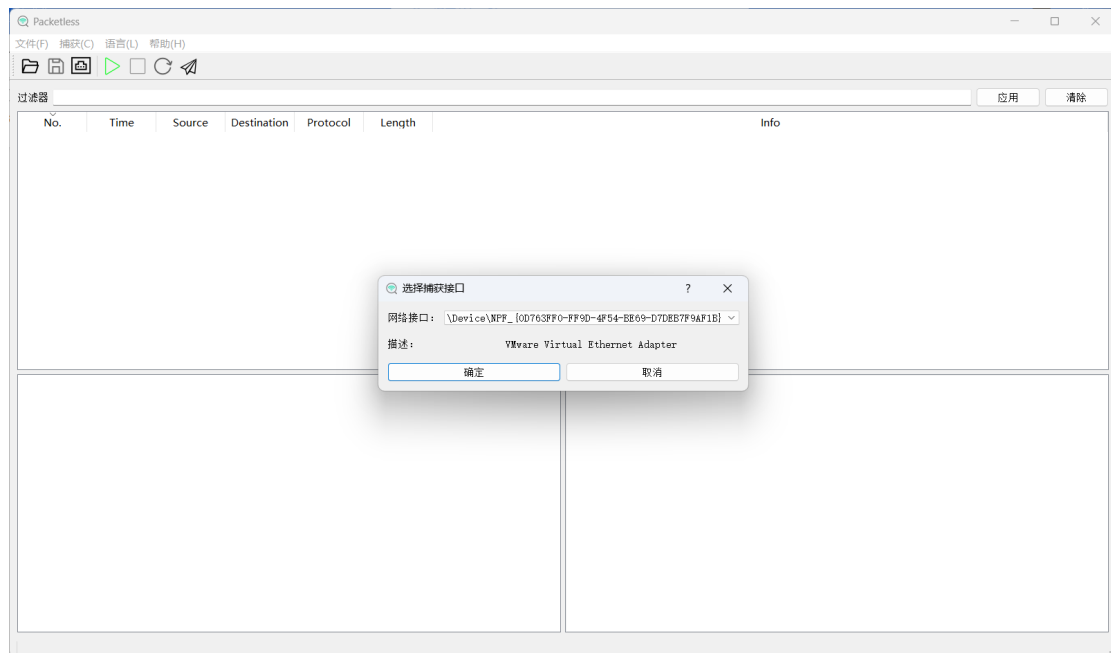 Packetless
文件(F) 捕获(C) 语言(L) 帮助(H)
过滤器 应用 清除
No. Time Source Destination Protocol Length Info
选择捕获接口 ?
网络接口: \Device\NPF_{0D763FF0-FF9D-4F54-BE69-D7DEB7F9AF1B}
描述: VMware Virtual Ethernet Adapter
确定 取消